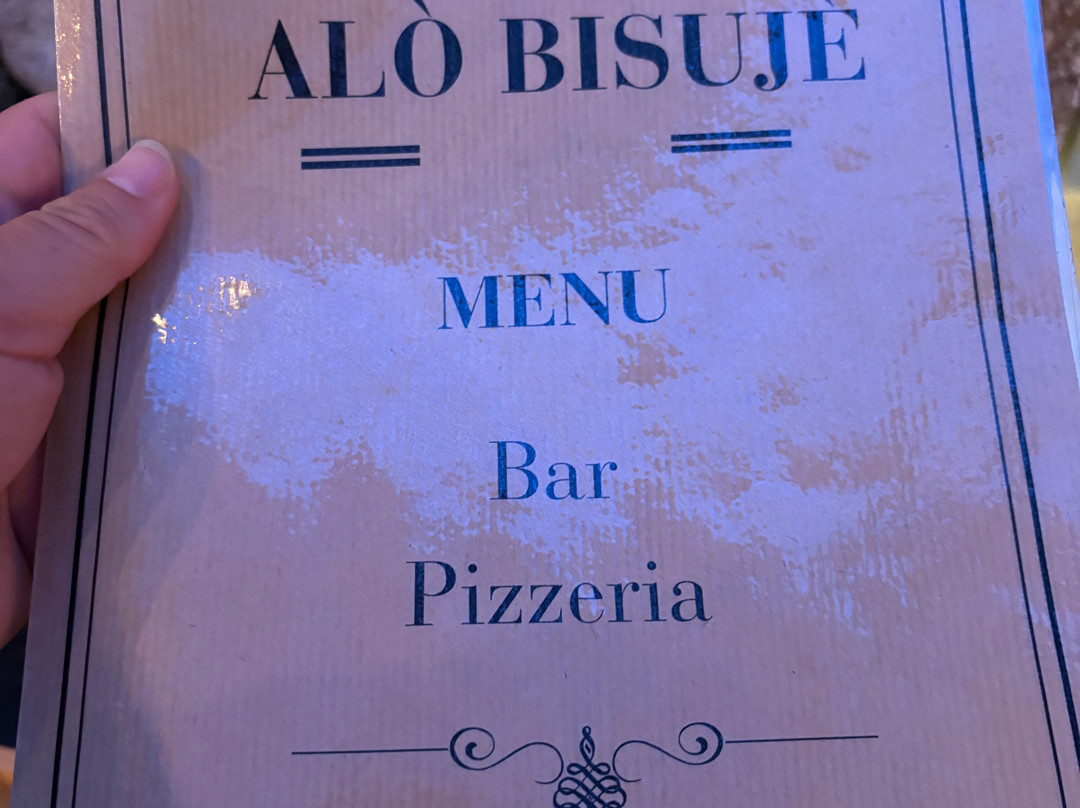 ALÒ BISUJÈ
MENU
Bar
Pizzeria